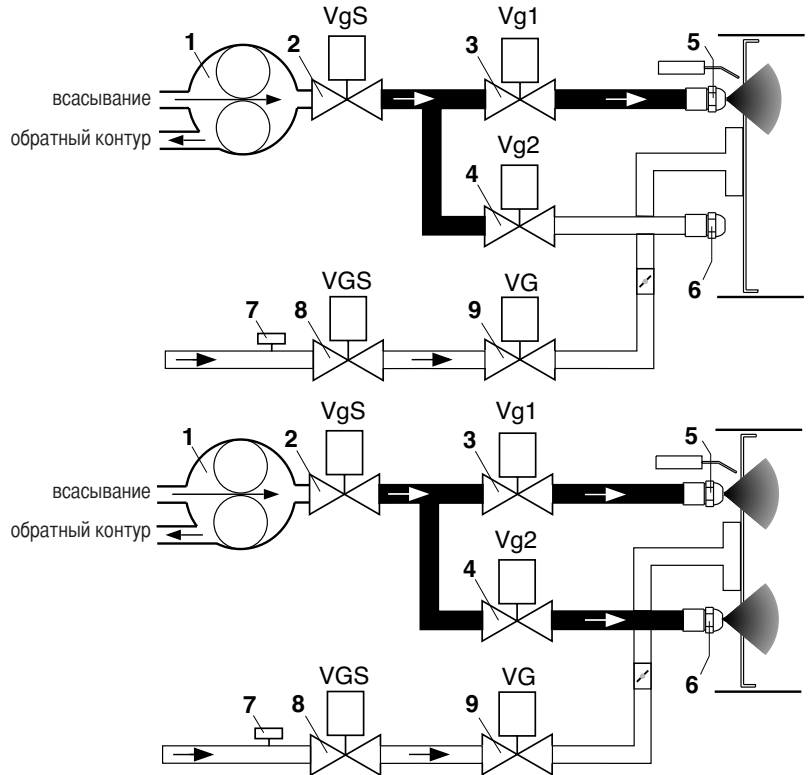 VgS
Vg1
1
2
3
5
всасывание
обратный контур
Vg2
4
6
VGS
VG
7
8
9
VgS
Vg1
1
2
3
5
всасывание
обратный контур
Vg2
4
6
VGS
VG
7
8
9